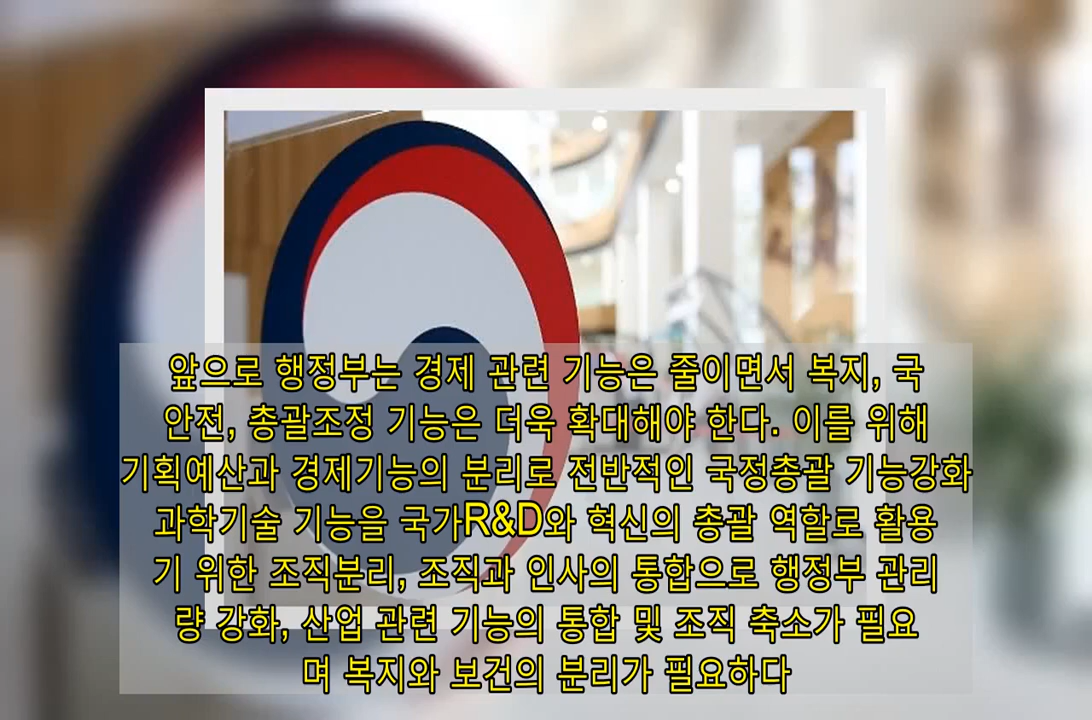 앞으로 행정부는 경제 관련 기능은 줄이면서 복지, 국
안전, 총괄조정 기능은 더욱 확대해야 한다. 이를 위해
기획예산과 경제기능의 분리로 전반적인 국정총괄 기능강화
과학기술 기능을 국가R&D와 혁신의 총괄 역할로 활용
기 위한 조직분리, 조직과 인사의 통합으로 행정부 관리
량 강화, 산업 관련 기능의 통합 및 조직 축소가 필요
며 복지와 보건의 분리가 필요하다